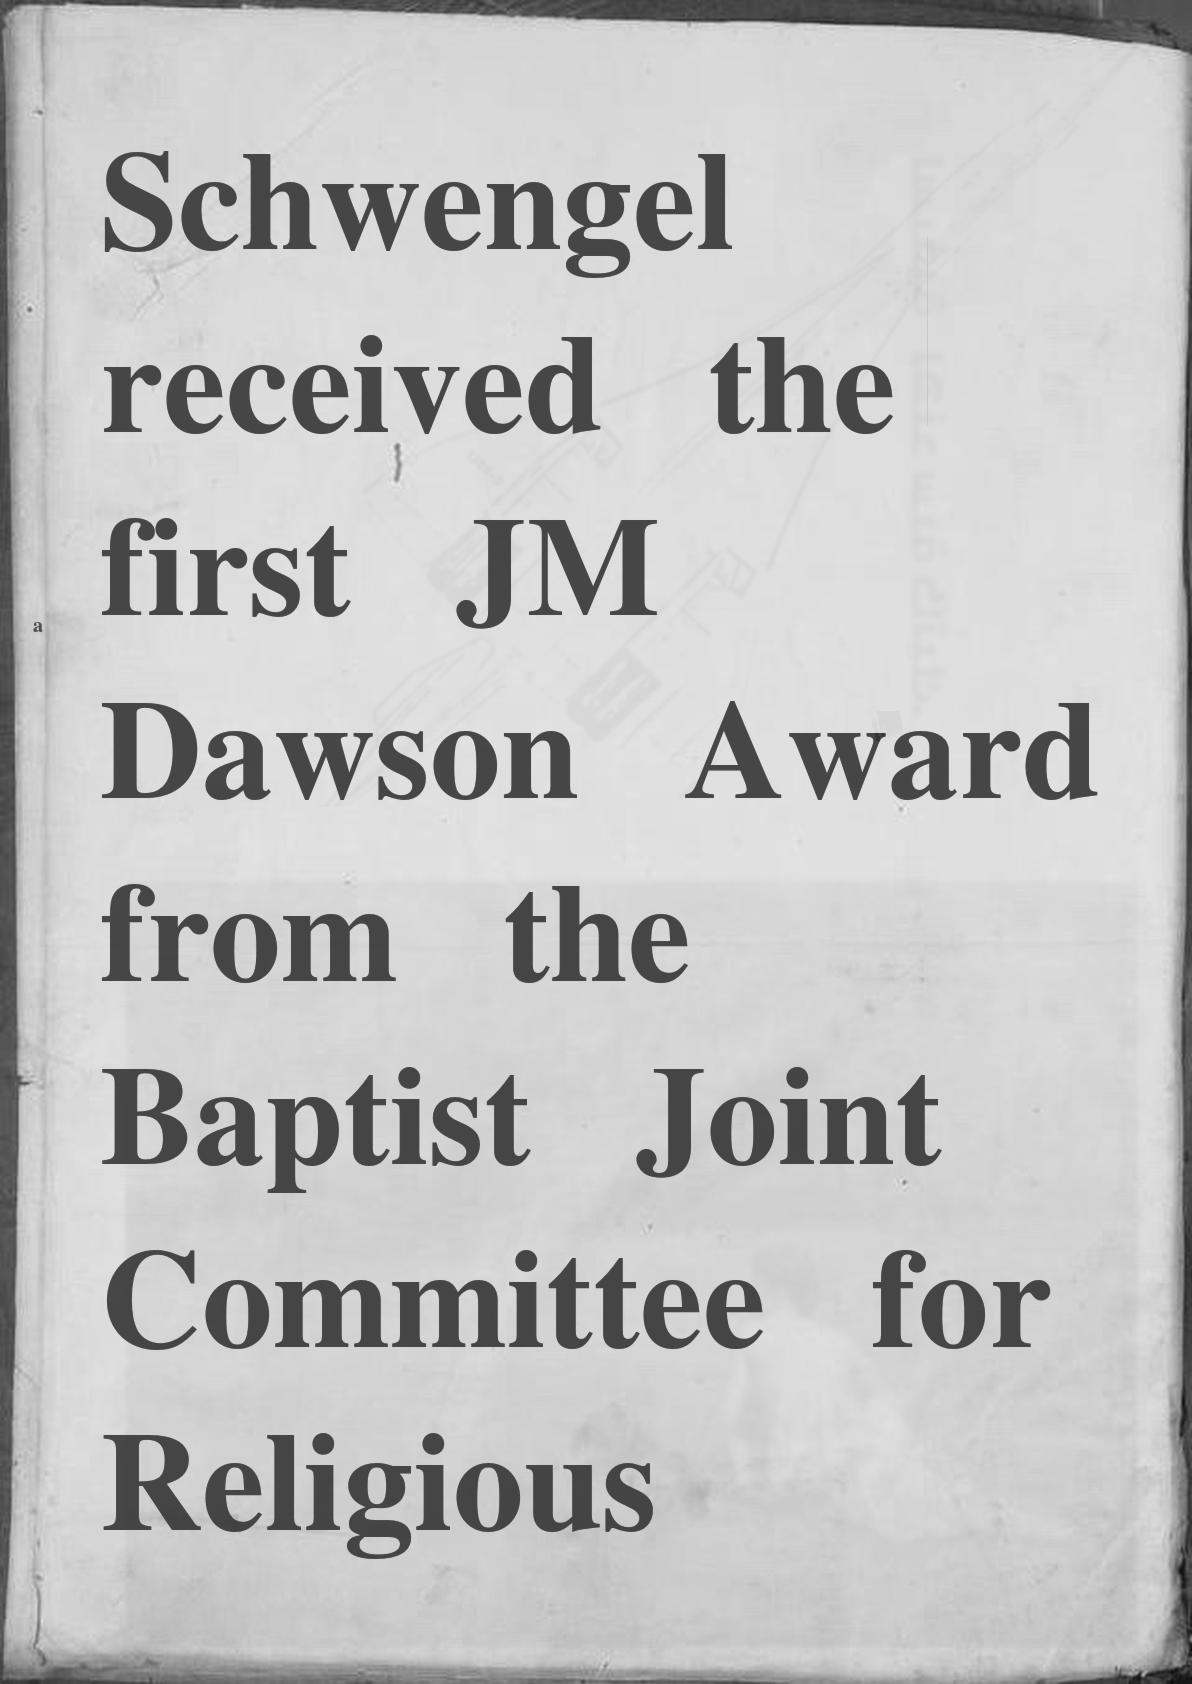 Schwengel
received the
first JM
a
Dawson Award
from the
Baptist Joint
Committee for
Religious